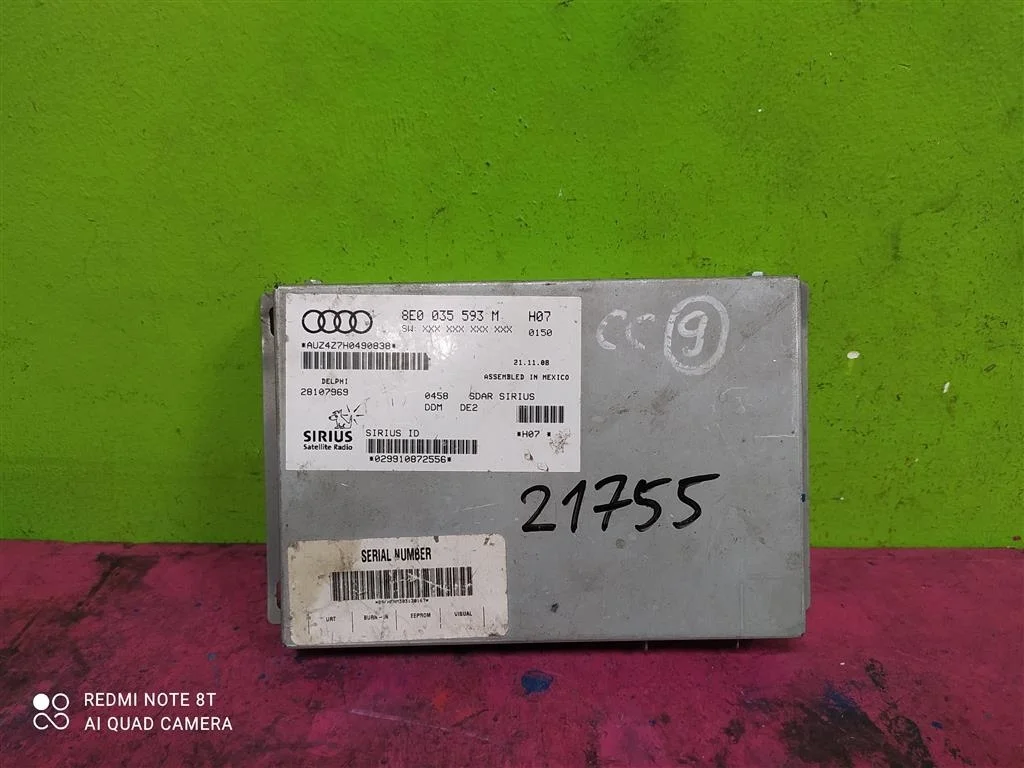 8E0 035 593 M H07
SW: XXX XXX XXX XXX 0150
*AUZ4Z7H0490838*
21.11.08
ASSEMBLED IN MEXICO
DELPHI
28107969
0458 SDAR SIRIUS
DDM DE2
SIRIUS
Satellite Radio
SIRIUS ID
*H07 *
*029910872556*
CC 9
21755
SERIAL NUMBER
URT BURN-IN EEPROM VISUAL
REDMI NOTE 8T
AI QUAD CAMERA